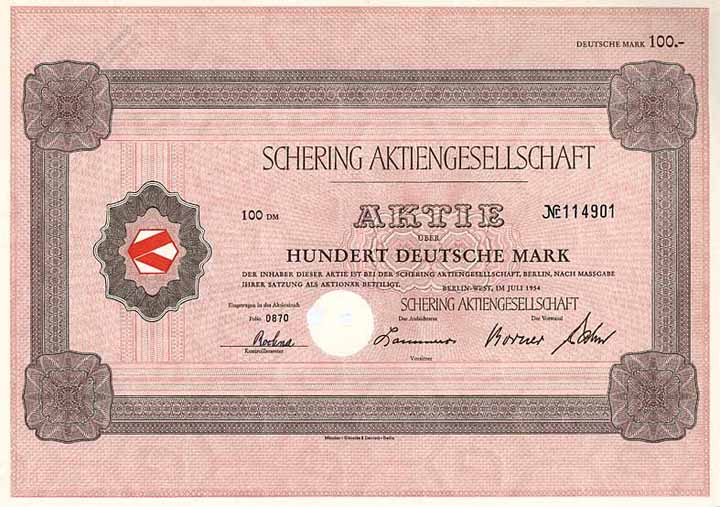 DEUTSCHE MARK 100.-
SCHERING AKTIENGESELLSCHAFT
100 DM AKTIE № 114901
ÜBER
HUNDERT DEUTSCHE MARK
DER INHABER DIESER AKTIE IST BEI DER SCHERING AKTIENGESELLSCHAFT, BERLIN, NACH MASSGABE
IHRER SATZUNG ALS AKTIONÄR BETEILIGT. BERLIN-WEST, IM JULI 1954
Eingetragen in das Aktienbuch SCHERING AKTIENGESELLSCHAFT
Folio 0870 Der Aufsichtsrat Der Vorstand
Kontrollbeamter Vorsitzer